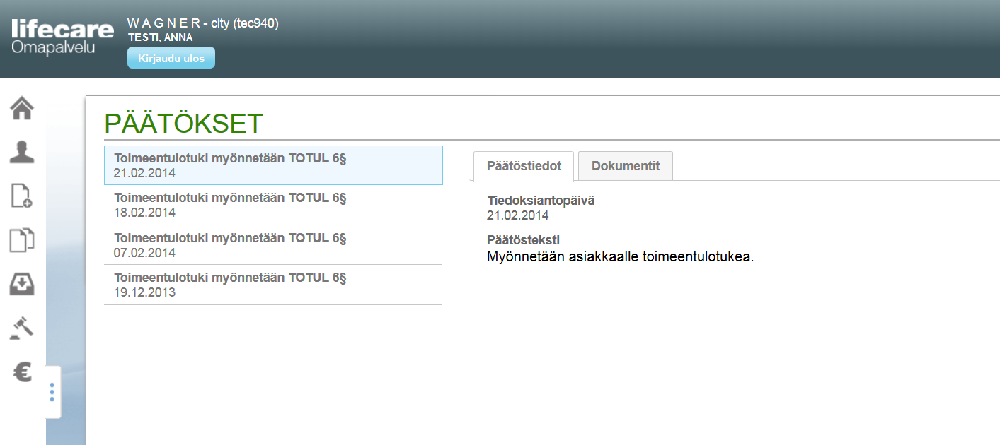 lifecare
Omapalvelu
W A G N E R - city (tec940)
TESTI, ANNA
Kirjaudu ulos
PÄÄTÖKSET
Toimeentulotuki myönnetään TOTUL 6§
21.02.2014
Toimeentulotuki myönnetään TOTUL 6§
18.02.2014
Toimeentulotuki myönnetään TOTUL 6§
07.02.2014
Toimeentulotuki myönnetään TOTUL 6§
19.12.2013
Päätöstiedot
Dokumentit
Tiedoksiantopäivä
21.02.2014
Päätösteksti
Myönnetään asiakkaalle toimeentulotukea.
€